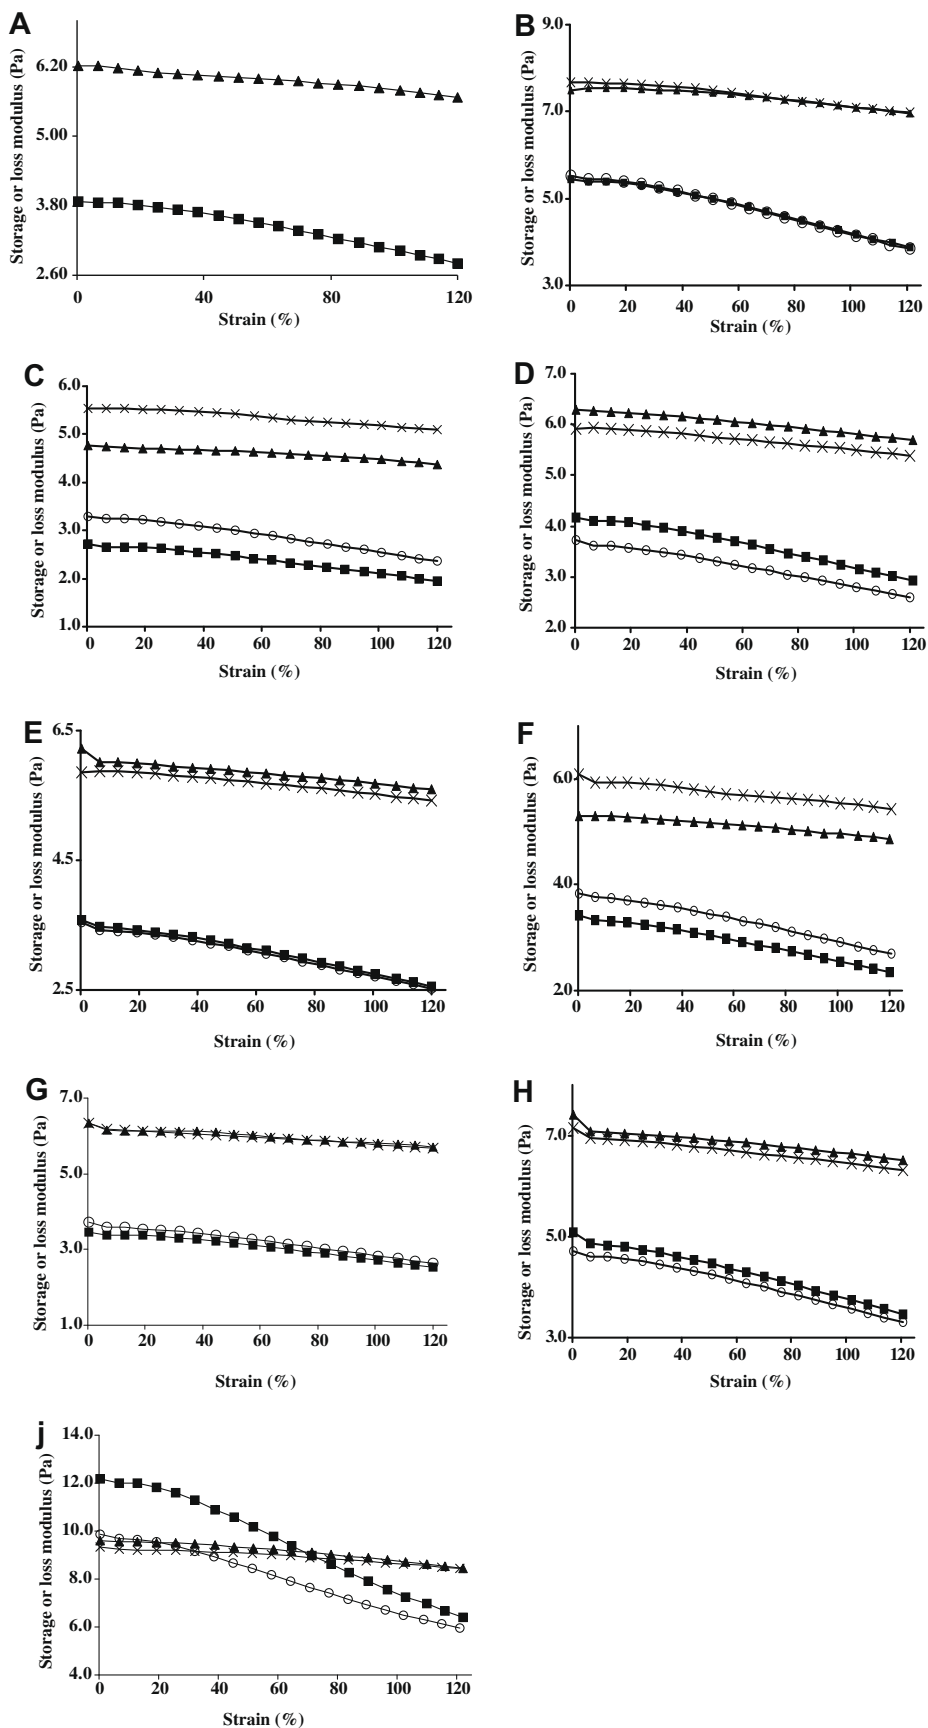 A
Storage or loss modulus (Pa)
6.20
5.00
3.80
2.60
0 40 80 120
Strain (%)
B
Storage or loss modulus (Pa)
9.0
7.0
5.0
3.0
0 20 40 60 80 100 120
Strain (%)
C
Storage or loss modulus (Pa)
6.0
5.0
4.0
3.0
2.0
1.0
0 20 40 60 80 100 120
Strain (%)
D
Storage or loss modulus (Pa)
7.0
6.0
5.0
4.0
3.0
2.0
0 20 40 60 80 100 120
Strain (%)
E
Storage or loss modulus (Pa)
6.5
4.5
2.5
0 20 40 60 80 100 120
Strain (%)
F
Storage or loss modulus (Pa)
6.0
4.0
2.0
0 20 40 60 80 100 120
Strain (%)
G
Storage or loss modulus (Pa)
7.0
5.0
3.0
1.0
0 20 40 60 80 100 120
Strain (%)
H
Storage or loss modulus (Pa)
7.0
5.0
3.0
0 20 40 60 80 100 120
Strain (%)
j
Storage or loss modulus (Pa)
14.0
12.0
10.0
8.0
6.0
4.0
0 20 40 60 80 100 120
Strain (%)